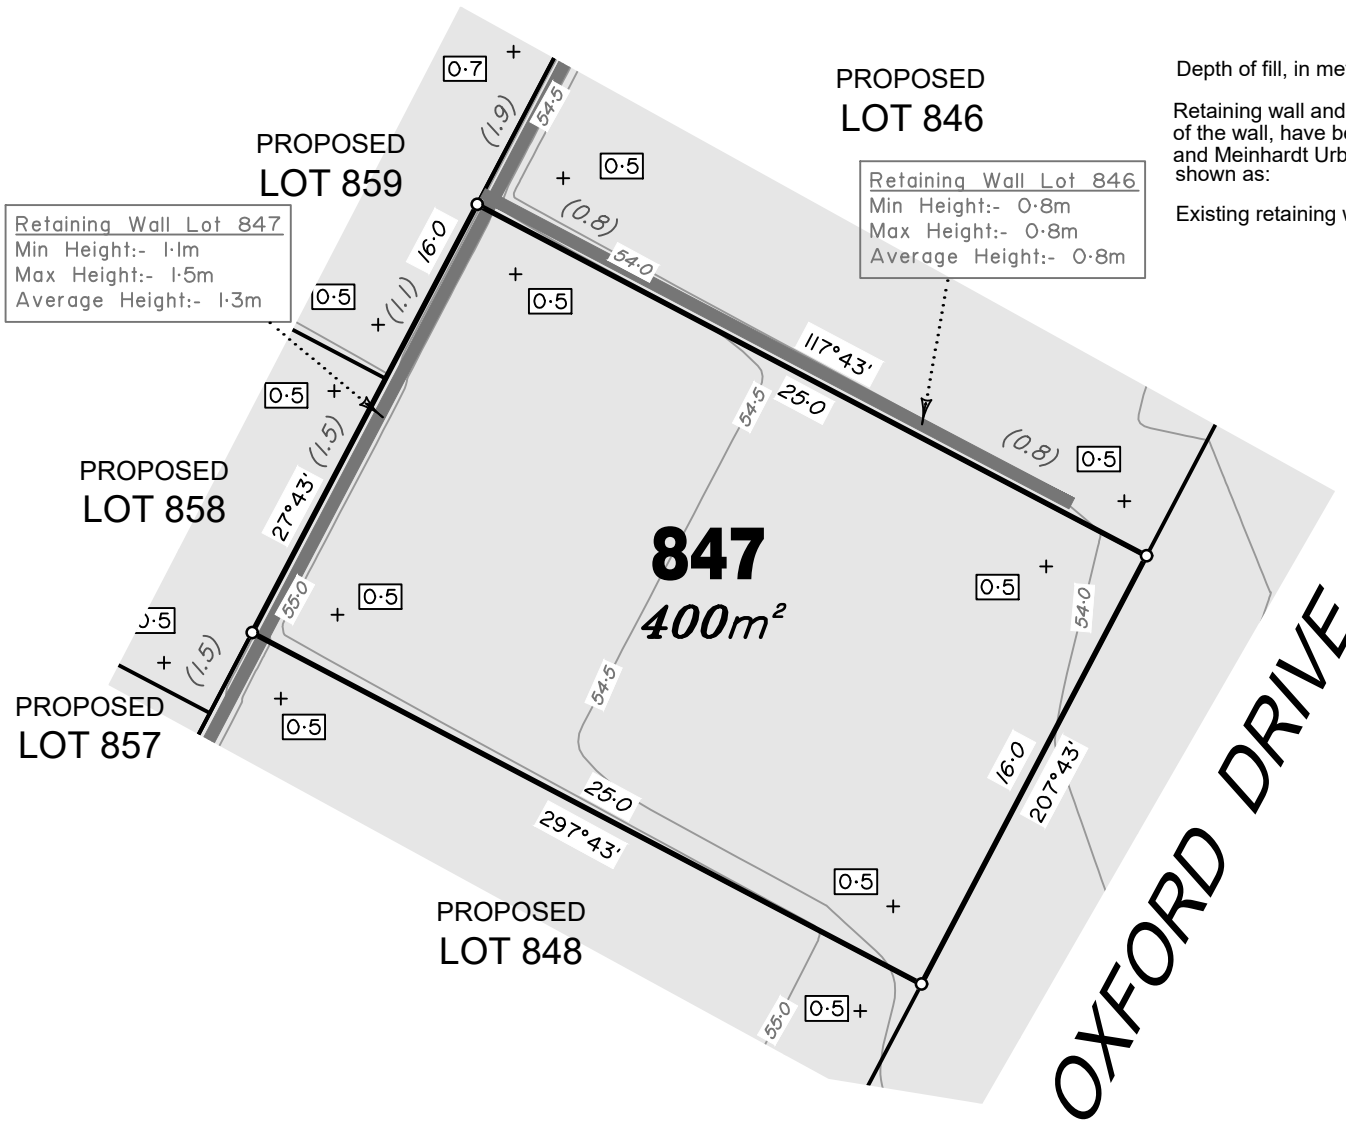 0·7
(1.9)
54·5
PROPOSED
LOT 846
Depth of fill, in me
Retaining wall and
of the wall, have be
and Meinhardt Urb
shown as:
Existing retaining
PROPOSED
LOT 859
0·5
(0.8)
54·0
Retaining Wall Lot 846
Min Height:- 0·8m
Max Height:- 0·8m
Average Height:- 0·8m
Retaining Wall Lot 847
Min Height:- 1·1m
Max Height:- 1·5m
Average Height:- 1·3m
16·0
(1.1)
0·5
0·5
117°43'
25·0
54·5
0·5
(1.5)
27°43'
PROPOSED
LOT 858
(0.8)
0·5
847
400m²
0·5
54·0
55·0
0·5
0·5
(1.5)
PROPOSED
LOT 857
0·5
54·5
25·0
297°43'
16·0
207°43'
OXFORD DRIVE
0·5
PROPOSED
LOT 848
55·0
0·5